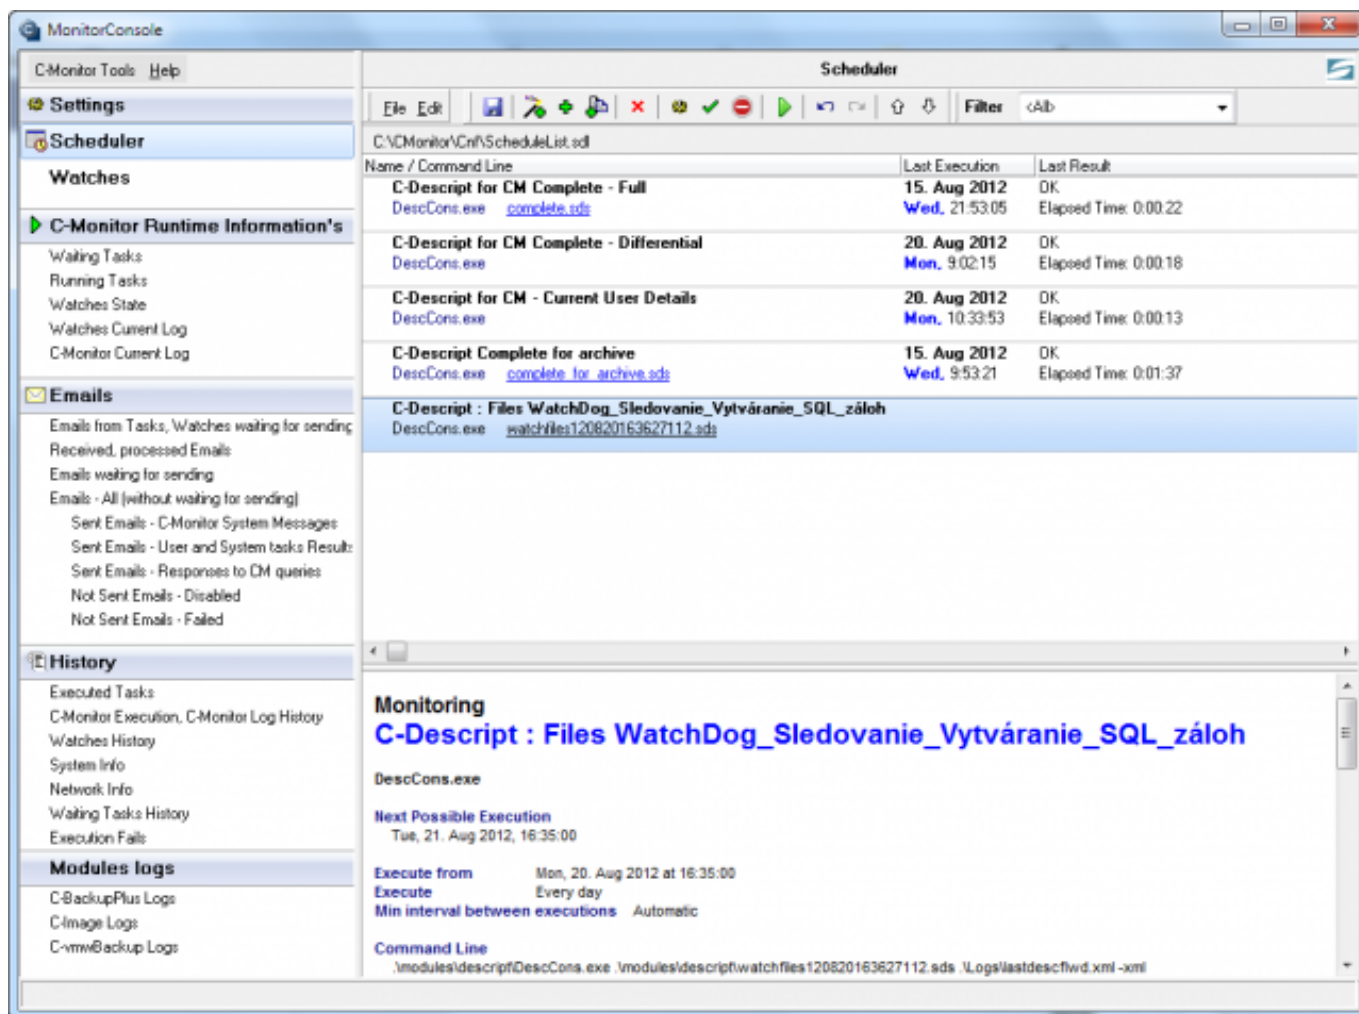 MonitorConsole
C-Monitor Tools Help
Settings
Scheduler
Watches
C-Monitor Runtime Information's
Waiting Tasks
Running Tasks
Watches State
Watches Current Log
C-Monitor Current Log
Emails
Emails from Tasks, Watches waiting for sending
Received, processed Emails
Emails waiting for sending
Emails - All (without waiting for sending)
Sent Emails - C-Monitor System Messages
Sent Emails - User and System tasks Results
Sent Emails - Responses to CM queries
Not Sent Emails - Disabled
Not Sent Emails - Failed
History
Executed Tasks
C-Monitor Execution, C-Monitor Log History
Watches History
System Info
Network Info
Waiting Tasks History
Execution Fails
Modules logs
C-BackupPlus Logs
C-Image Logs
C-vmwBackup Logs
Scheduler
File Edit Filter <All>
C:\CMonitor\Cnf\ScheduleList.sdl
Name / Command Line Last Execution Last Result
C-Descript for CM Complete - Full 15. Aug 2012 OK
DescCons.exe complete.sds Wed, 21:53:05 Elapsed Time: 0:00:22
C-Descript for CM Complete - Differential 20. Aug 2012 OK
DescCons.exe Mon, 9:02:15 Elapsed Time: 0:00:18
C-Descript for CM - Current User Details 20. Aug 2012 OK
DescCons.exe Mon, 10:33:53 Elapsed Time: 0:00:13
C-Descript Complete for archive 15. Aug 2012 OK
DescCons.exe complete_for_archive.sds Wed, 9:53:21 Elapsed Time: 0:01:37
C-Descript : Files WatchDog_Sledovanie_Vytváranie_SQL_záloh
DescCons.exe watchfiles120820163627112.sds
Monitoring
C-Descript : Files WatchDog_Sledovanie_Vytváranie_SQL_záloh
DescCons.exe
Next Possible Execution
Tue, 21. Aug 2012, 16:35:00
Execute from Mon, 20. Aug 2012 at 16:35:00
Execute Every day
Min interval between executions Automatic
Command Line
.\modules\descript\DescCons.exe .\modules\descript\watchfiles120820163627112.sds .\Logs\lastdescflwd.xml -xml